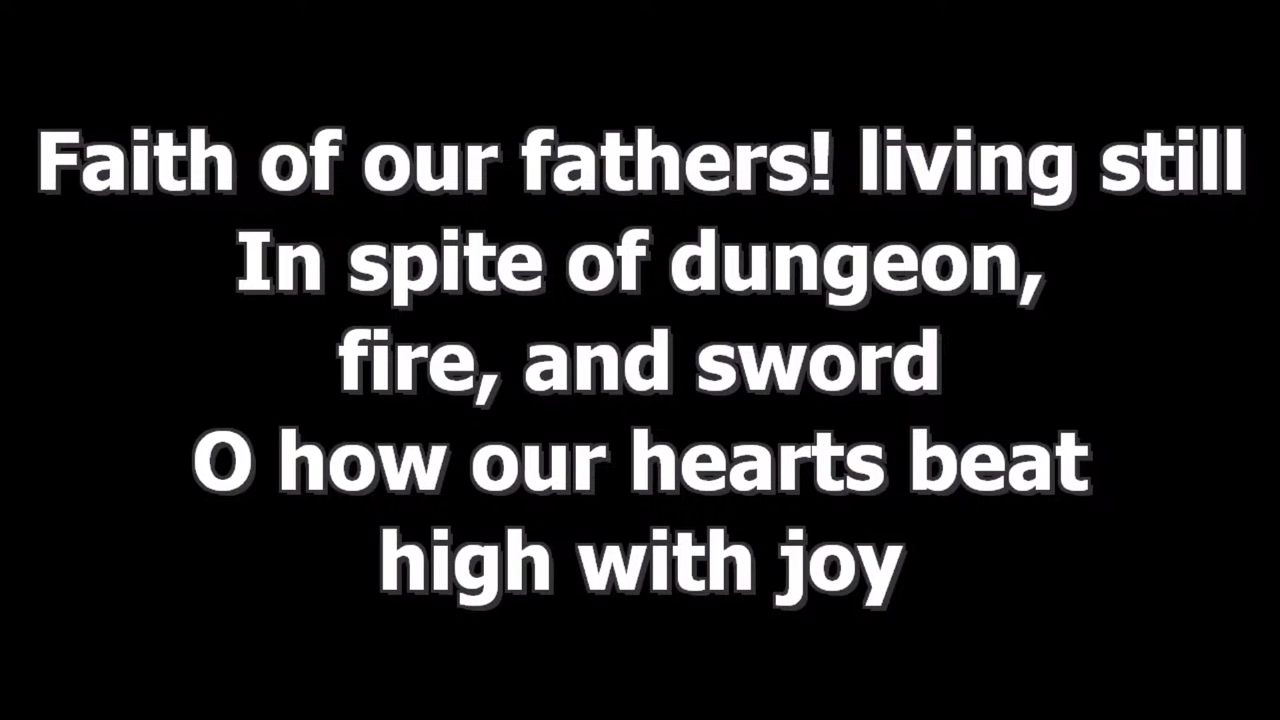 Faith of our fathers! living still
In spite of dungeon,
fire, and sword
O how our hearts beat
high with joy